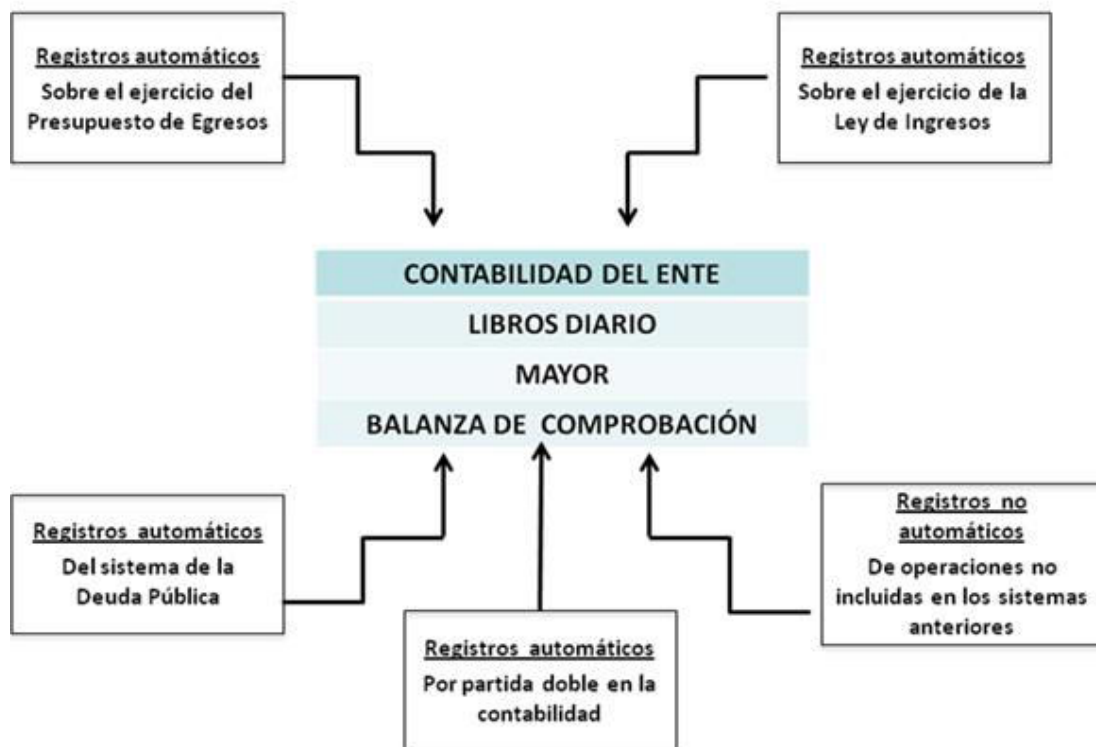 Registros automáticos
Sobre el ejercicio del
Presupuesto de Egresos
Registros automáticos
Sobre el ejercicio de la
Ley de Ingresos
CONTABILIDAD DEL ENTE
LIBROS DIARIO
MAYOR
BALANZA DE COMPROBACIÓN
Registros automáticos
Del sistema de la
Deuda Pública
Registros automáticos
Por partida doble en la
contabilidad
Registros no
automáticos
De operaciones no
incluidas en los sistemas
anteriores